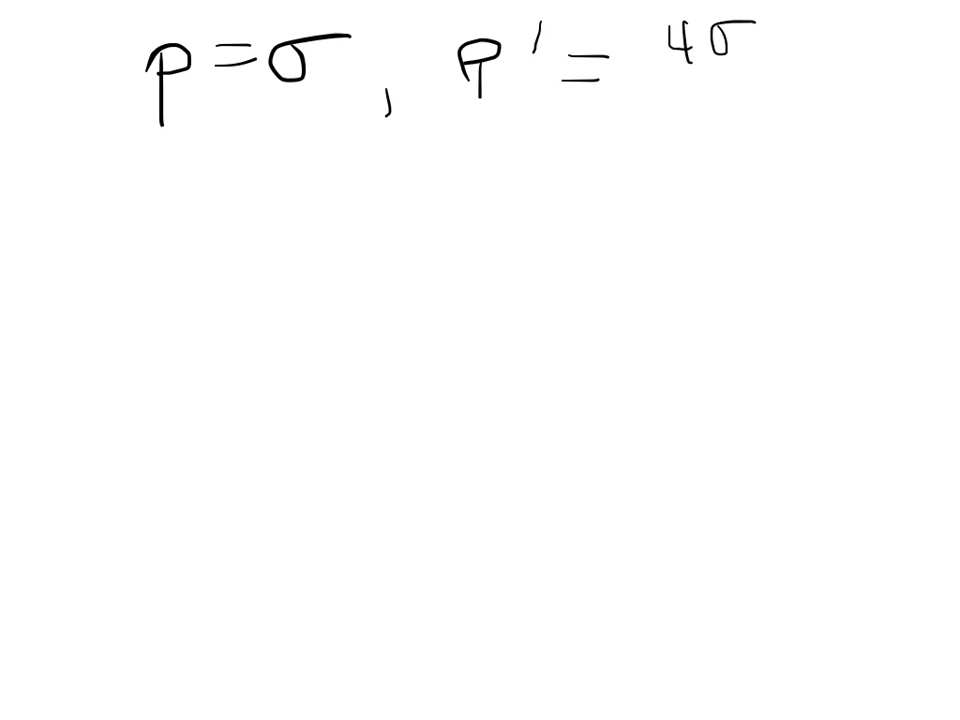 p = σ, p' = 4σ